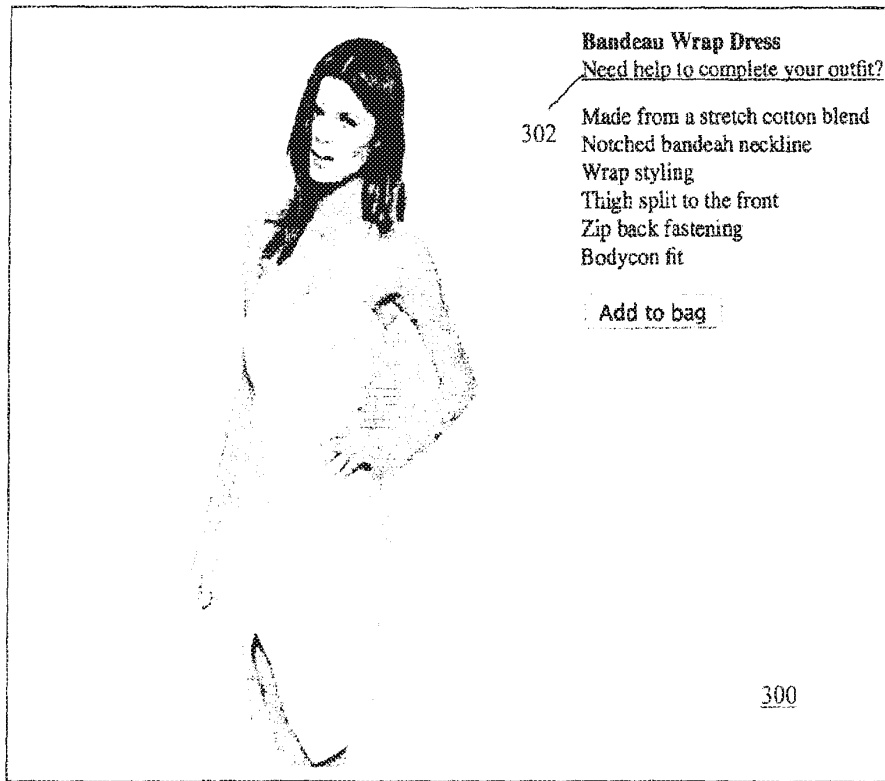 Bandeau Wrap Dress
Need help to complete your outfit?
302
Made from a stretch cotton blend
Notched bandeah neckline
Wrap styling
Thigh split to the front
Zip back fastening
Bodycon fit
Add to bag
300